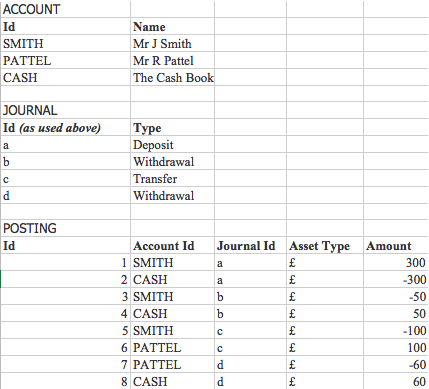 ACCOUNT
Id Name
SMITH Mr J Smith
PATTEL Mr R Pattel
CASH The Cash Book
JOURNAL
Id (as used above) Type
a Deposit
b Withdrawal
c Transfer
d Withdrawal
POSTING
Id Account Id Journal Id Asset Type Amount
1 SMITH a £ 300
2 CASH a £ -300
3 SMITH b £ -50
4 CASH b £ 50
5 SMITH c £ -100
6 PATTEL c £ 100
7 PATTEL d £ -60
8 CASH d £ 60